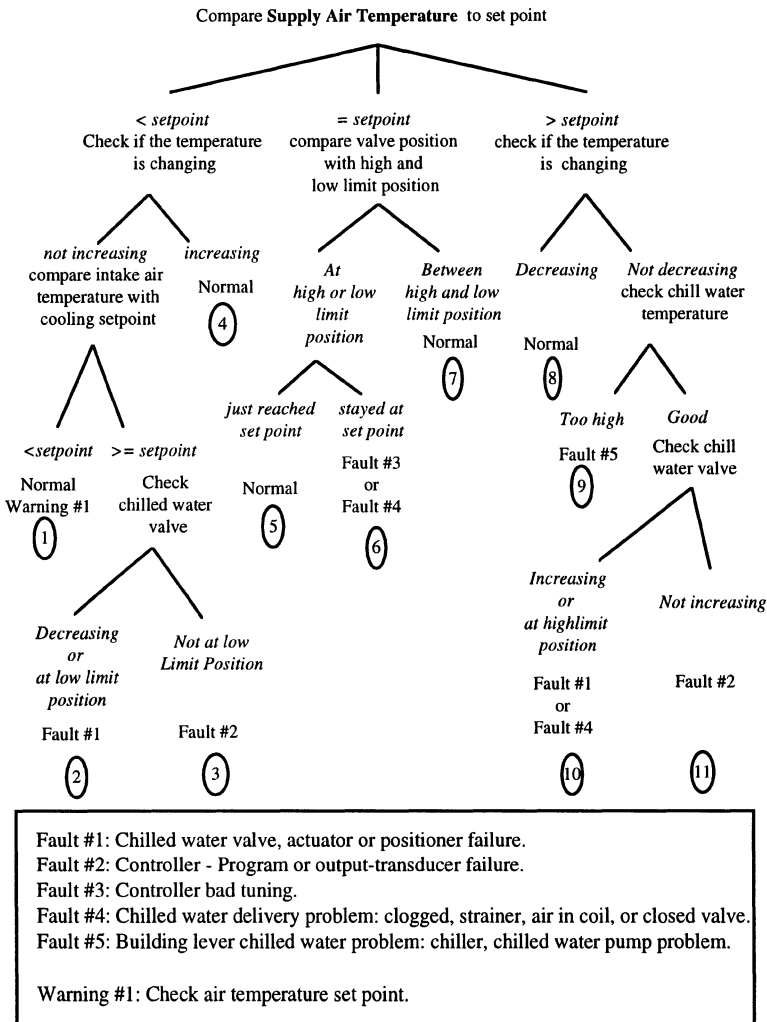 Compare Supply Air Temperature to set point
< setpoint
Check if the temperature
is changing
= setpoint
compare valve position
with high and
low limit position
> setpoint
check if the temperature
is changing
not increasing
compare intake air
temperature with
cooling setpoint
increasing
Normal
4
At
high or low
limit
position
Between
high and low
limit position
Normal
7
Decreasing
Normal
8
Not decreasing
check chill water
temperature
<setpoint
Normal
Warning #1
1
>= setpoint
Check
chilled water
valve
just reached
set point
Normal
5
stayed at
set point
Fault #3
or
Fault #4
6
Too high
Fault #5
9
Good
Check chill
water valve
Decreasing
or
at low limit
position
Fault #1
2
Not at low
Limit Position
Fault #2
3
Increasing
or
at highlimit
position
Fault #1
or
Fault #4
10
Not increasing
Fault #2
11
Fault #1: Chilled water valve, actuator or positioner failure.
Fault #2: Controller - Program or output-transducer failure.
Fault #3: Controller bad tuning.
Fault #4: Chilled water delivery problem: clogged, strainer, air in coil, or closed valve.
Fault #5: Building lever chilled water problem: chiller, chilled water pump problem.
Warning #1: Check air temperature set point.